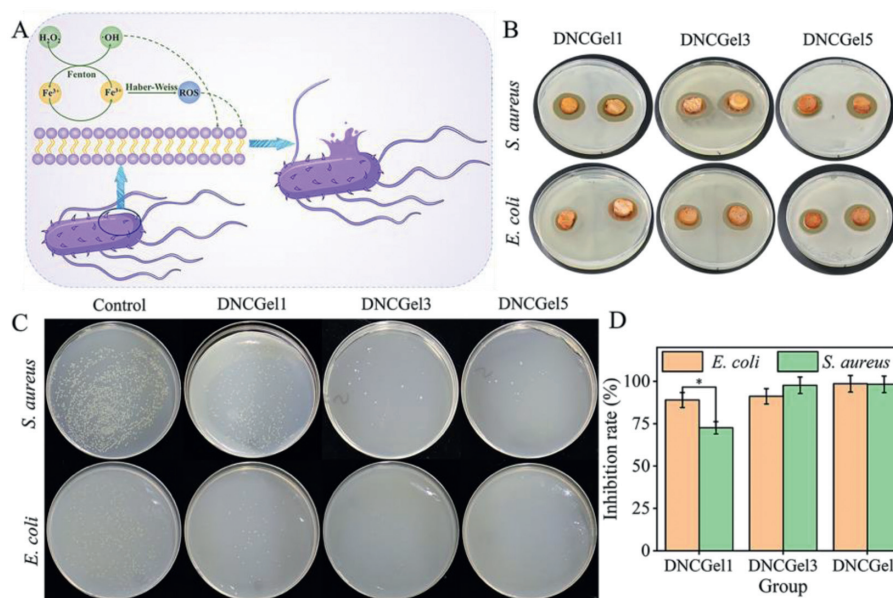 A
H₂O₂
·OH
Fenton
Fe³⁺
Fe³⁺
Haber-Weiss
ROS
B
DNCGel1 DNCGel3 DNCGel5
S. aureus
E. coli
C
Control DNCGel1 DNCGel3 DNCGel5
S. aureus
E. coli
D
E. coli S. aureus
*
Inhibition rate (%)
100
75
50
25
0
DNCGel1 DNCGel3 DNCGel
Group